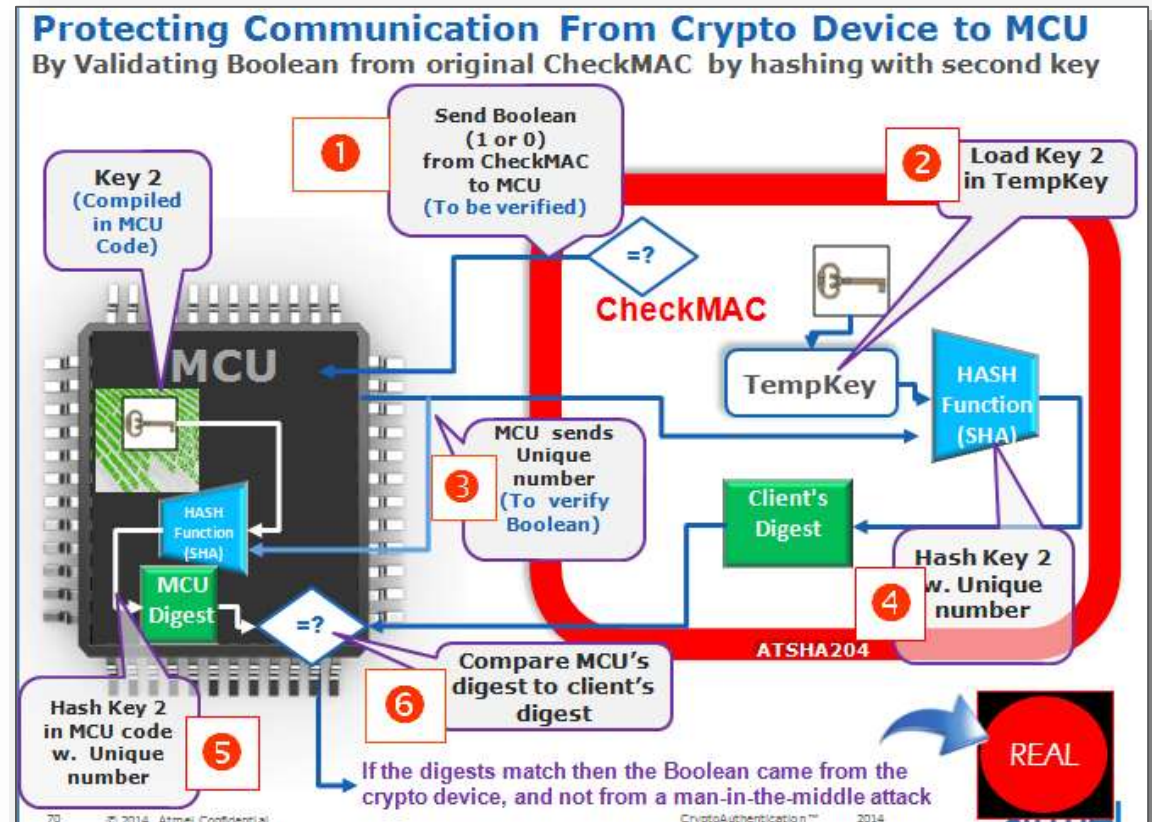 Protecting Communication From Crypto Device to MCU
By Validating Boolean from original CheckMAC by hashing with second key
1
Send Boolean
(1 or 0)
from CheckMAC
to MCU
(To be verified)
2
Load Key 2
in TempKey
Key 2
(Compiled
in MCU
Code)
=?
CheckMAC
MCU
TempKey
HASH
Function
(SHA)
3
MCU sends
Unique
number
(To verify
Boolean)
Client's
Digest
HASH
Function
(SHA)
4
Hash Key 2
w. Unique
number
MCU
Digest
=?
ATSHA204
6
Compare MCU's
digest to client's
digest
Hash Key 2
in MCU code
w. Unique
number
5
REAL
If the digests match then the Boolean came from the
crypto device, and not from a man-in-the-middle attack
70
© 2014 Atmel Confidential
CryptoAuthentication™
2014